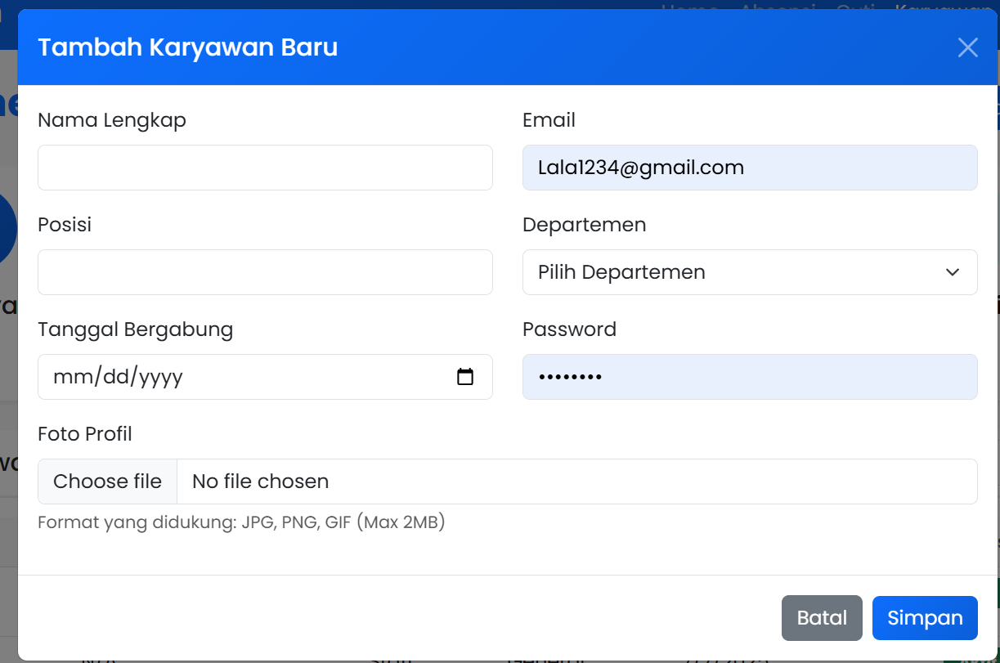 Tambah Karyawan Baru
Nama Lengkap
Email
Lala1234@gmail.com
Posisi
Departemen
Pilih Departemen
Tanggal Bergabung
Password
mm/dd/yyyy
••••••••
Foto Profil
Choose file
No file chosen
Format yang didukung: JPG, PNG, GIF (Max 2MB)
Batal
Simpan